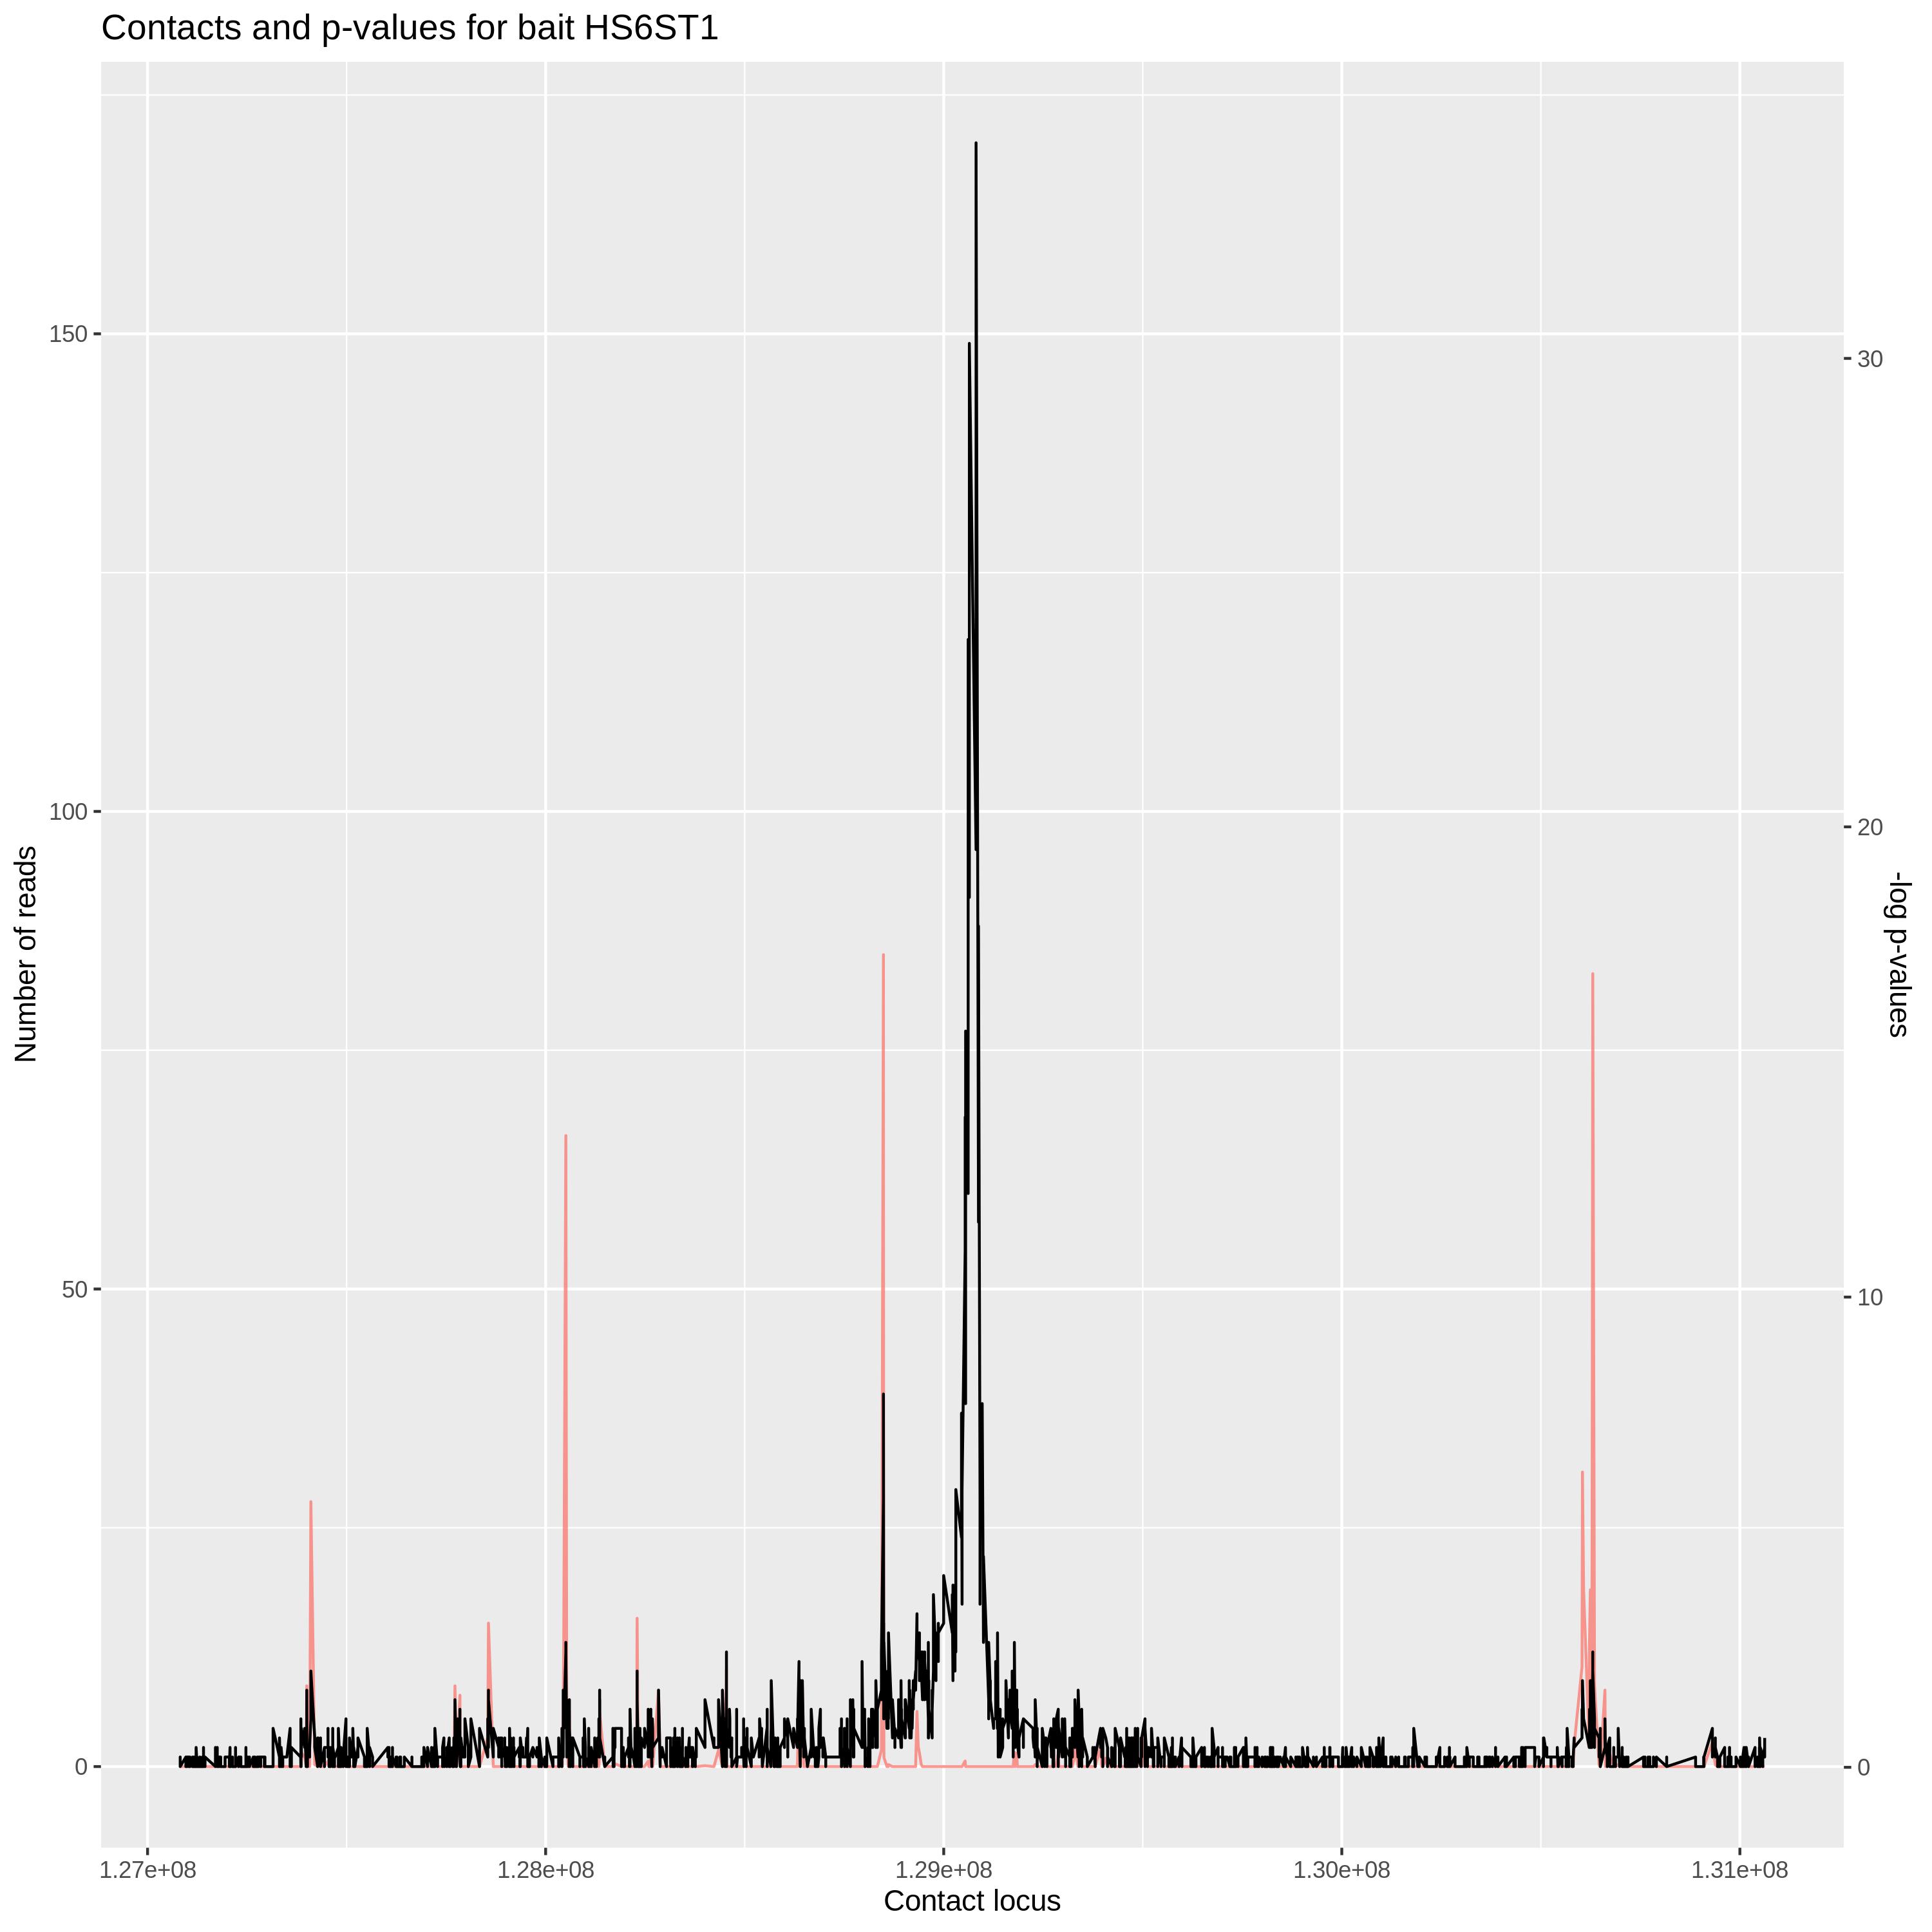 Contacts and p-values for bait HS6ST1
150
100
50
0
Number of reads
30
20
10
0
-log p-values
1.27e+08
1.28e+08
1.29e+08
1.30e+08
1.31e+08
Contact locus